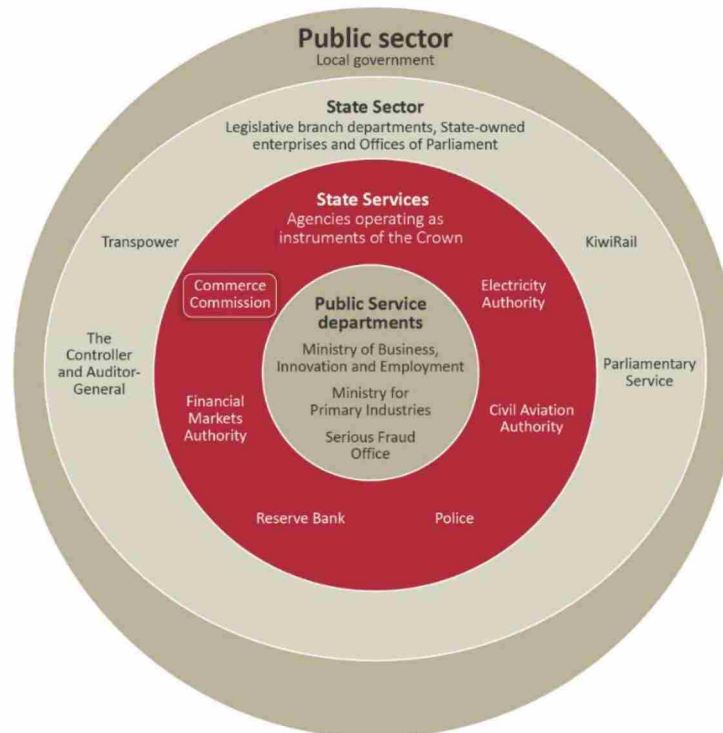 Public sector
Local government
State Sector
Legislative branch departments, State-owned
enterprises and Offices of Parliament
State Services
Agencies operating as
instruments of the Crown
Transpower
KiwiRail
Commerce
Commission
Electricity
Authority
Public Service
departments
Ministry of Business,
Innovation and Employment
Ministry for
Primary Industries
Serious Fraud
Office
The
Controller
and Auditor-
General
Parliamentary
Service
Financial
Markets
Authority
Civil Aviation
Authority
Reserve Bank
Police